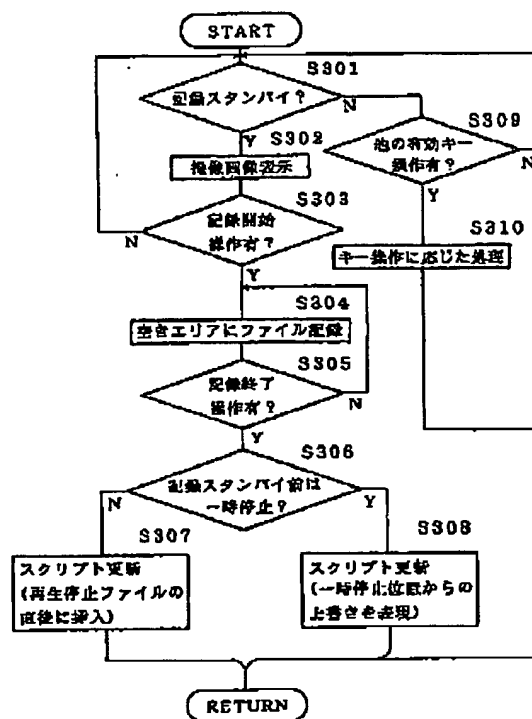 START
S301
記録スタンバイ?
N
S309
Y
S302
他の有効キー
操作有?
N
撮像画像表示
Y
S303
記録開始
操作有?
N
S310
キー操作に応じた処理
Y
S304
空きエリアにファイル記録
S305
記録終了
操作有?
N
Y
S306
記録スタンバイ前は
一時停止?
N
Y
S307
S308
スクリプト更新
(再生停止ファイルの
直後に挿入)
スクリプト更新
(一時停止位置からの
上書きを表現)
RETURN